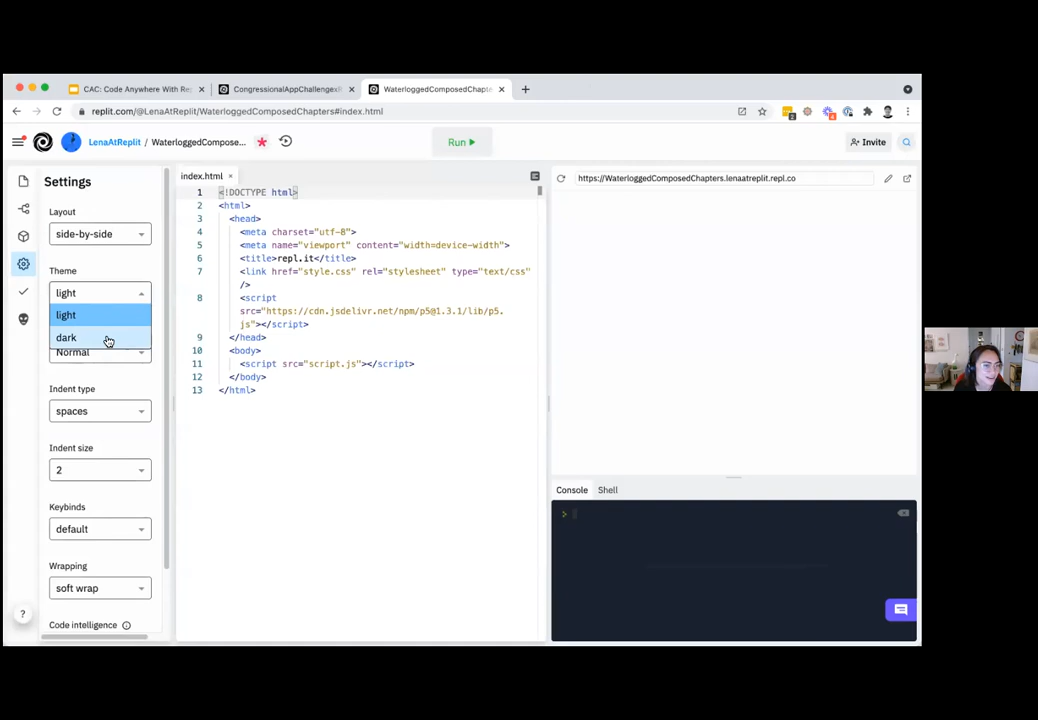 CAC: Code Anywhere With Re
CongressionalAppChallengexR
WaterloggedComposedChapte
replit.com/@LenaAtReplit/WaterloggedComposedChapters#index.html
2
4
LenaAtReplit / WaterloggedCompose...
Run
Invite
Settings
Layout
side-by-side
Theme
light
light
dark
Normal
Indent type
spaces
Indent size
2
Keybinds
default
Wrapping
soft wrap
Code intelligence
?
index.html
1 <!DOCTYPE html>
2 <html>
3 <head>
4 <meta charset="utf-8">
5 <meta name="viewport" content="width=device-width">
6 <title>repl.it</title>
7 <link href="style.css" rel="stylesheet" type="text/css"
/>
8 <script
src="https://cdn.jsdelivr.net/npm/p5@1.3.1/lib/p5.
js"></script>
9 </head>
10 <body>
11 <script src="script.js"></script>
12 </body>
13 </html>
https://WaterloggedComposedChapters.lenaatreplit.repl.co
Console Shell
>